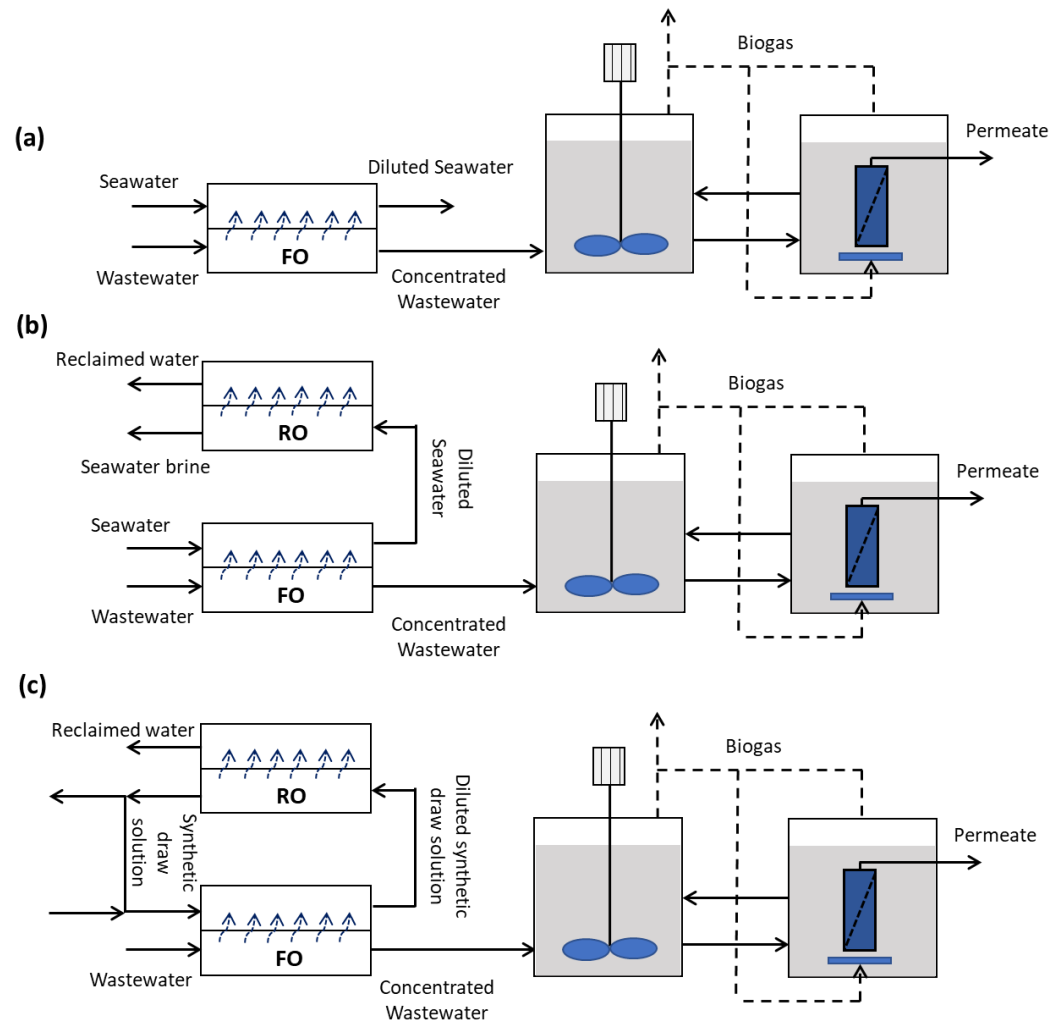 (a)
Biogas
Permeate
Seawater
Diluted Seawater
FO
Wastewater
Concentrated
Wastewater
(b)
Reclaimed water
Biogas
RO
Seawater brine
Diluted
Seawater
Permeate
Seawater
FO
Wastewater
Concentrated
Wastewater
(c)
Reclaimed water
Biogas
RO
Synthetic
draw
solution
Diluted synthetic
draw solution
Permeate
FO
Wastewater
Concentrated
Wastewater